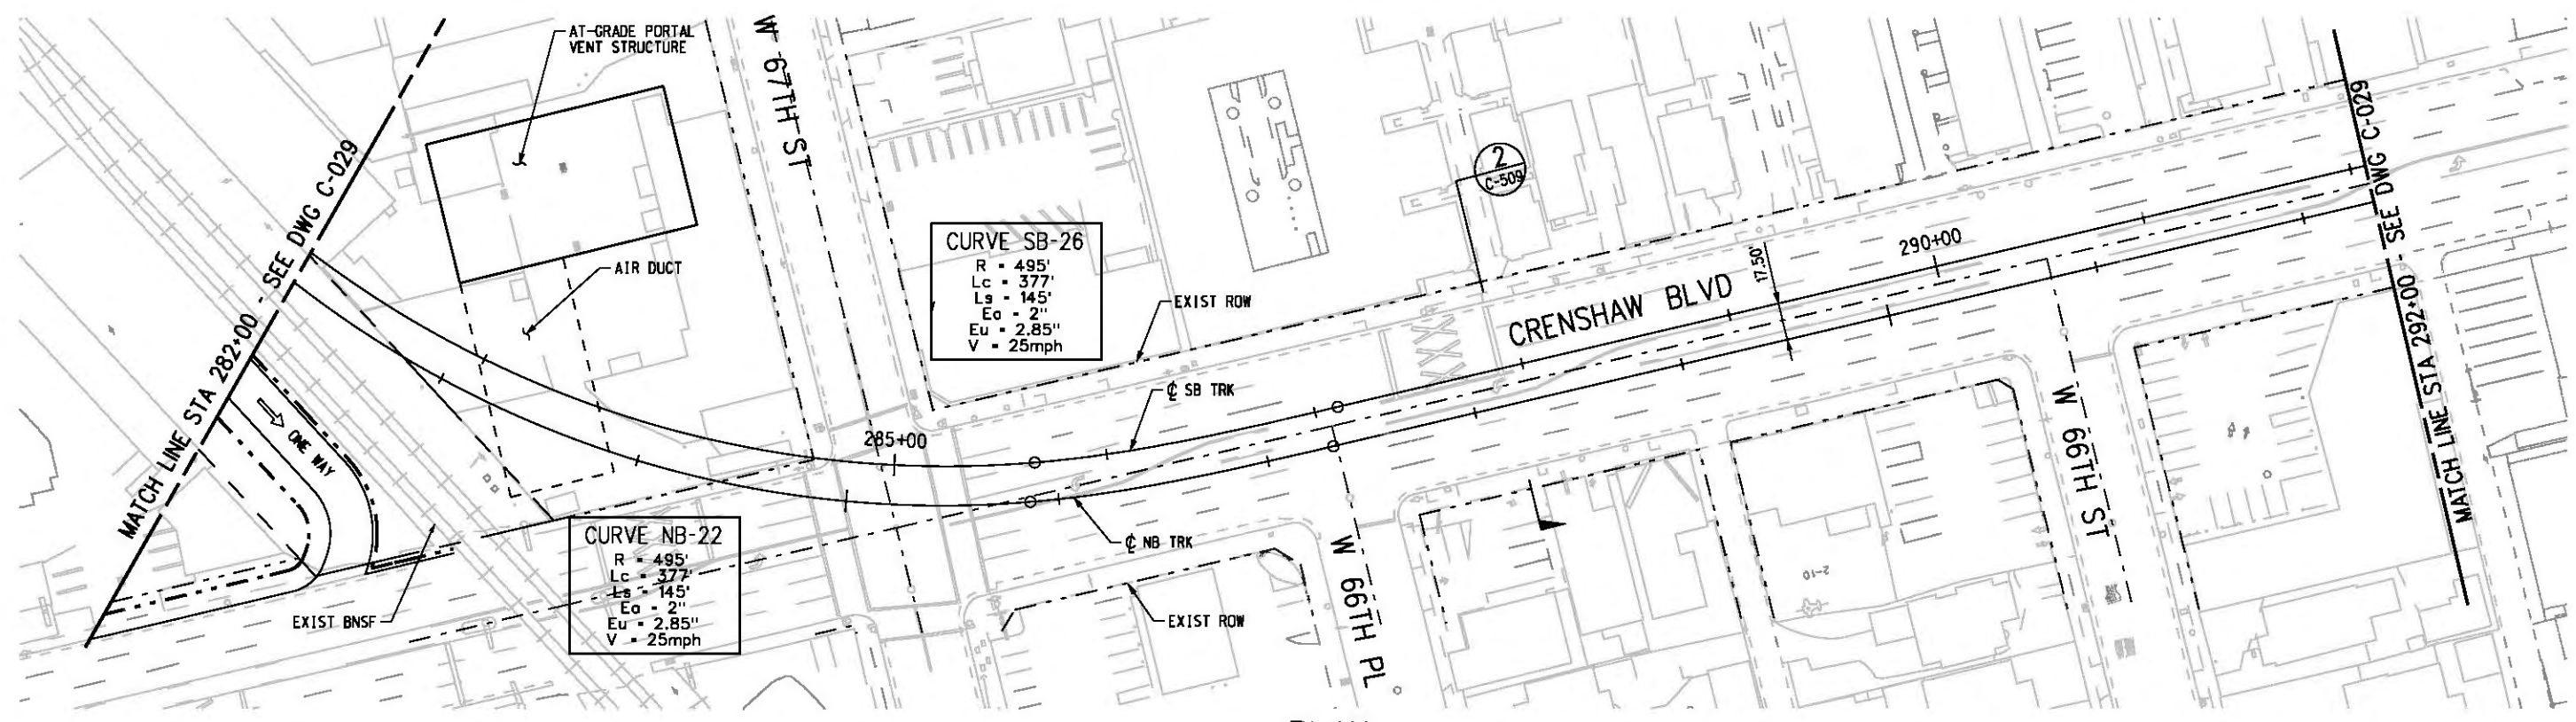 AT-GRADE PORTAL
VENT STRUCTURE
W 67TH ST
MATCH LINE STA 282+00 - SEE DWG C-029
AIR DUCT
ONE WAY
EXIST BNSF
CURVE SB-26
R = 495'
Lc = 377'
Ls = 145'
Ea = 2"
Eu = 2.85"
V = 25mph
CURVE NB-22
R = 495'
Lc = 377'
Ls = 145'
Ea = 2"
Eu = 2.85"
V = 25mph
285+00
EXIST ROW
℄ SB TRK
℄ NB TRK
EXIST ROW
2
C-509
CRENSHAW BLVD
17.50'
290+00
W 66TH PL
W 66TH ST
2-10
MATCH LINE STA 292+00 - SEE DWG C-029